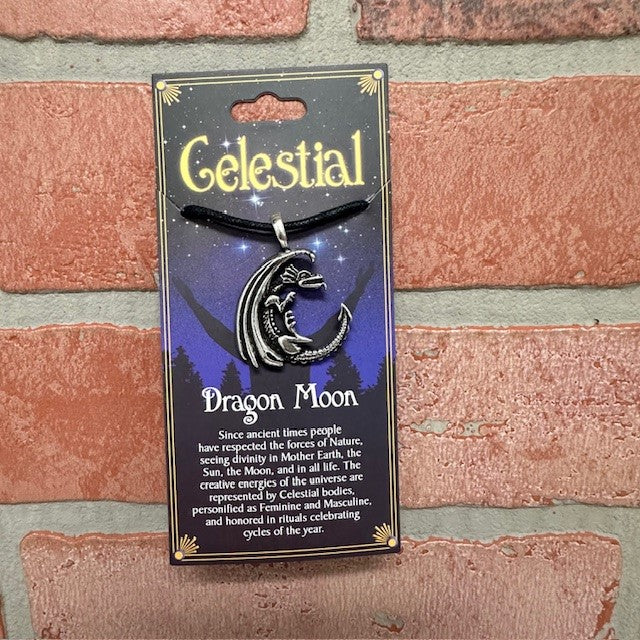 Celestial
Dragon Moon
Since ancient times people
have respected the forces of Nature,
seeing divinity in Mother Earth, the
Sun, the Moon, and in all life. The
creative energies of the universe are
represented by Celestial bodies,
personified as Feminine and Masculine,
and honored in rituals celebrating
cycles of the year.